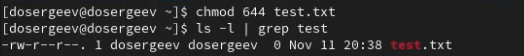 [dosergeev@dosergeev ~]$ chmod 644 test.txt
[dosergeev@dosergeev ~]$ ls -l | grep test
-rw-r--r--. 1 dosergeev dosergeev  0 Nov 11 20:38 test.txt